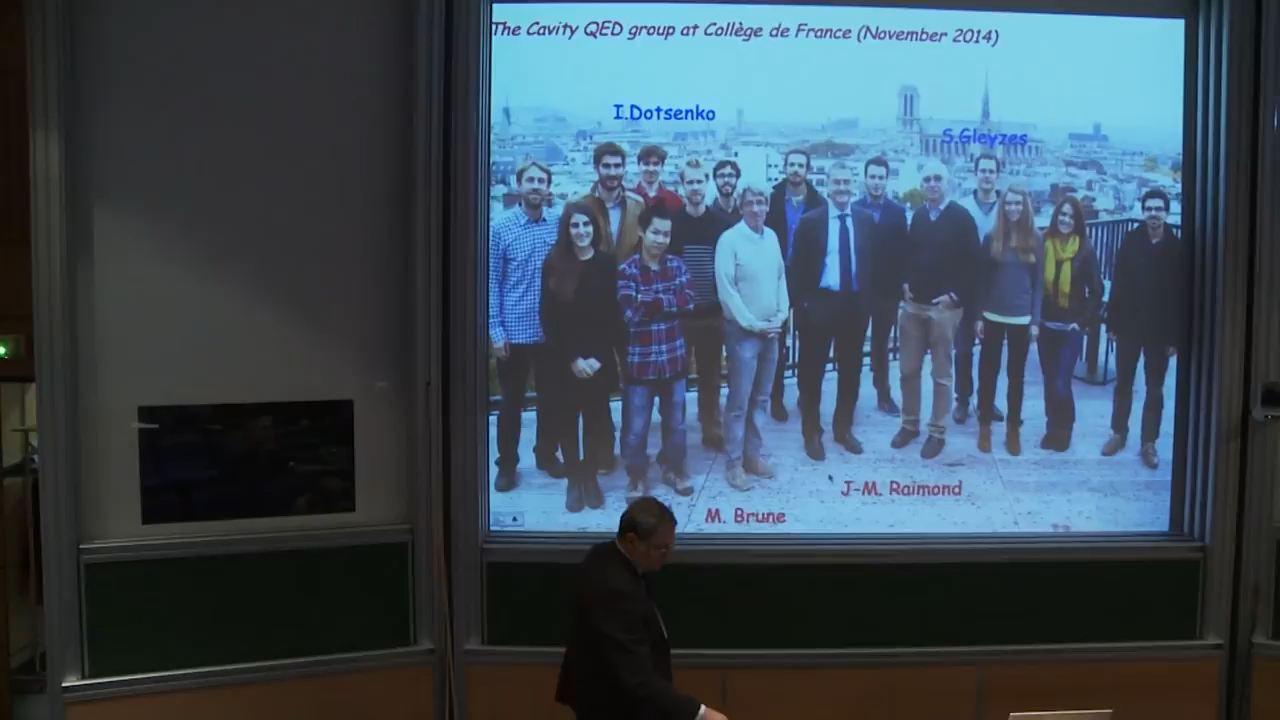 The Cavity QED group at Collège de France (November 2014)
I.Dotsenko
S.Gleyzes
J-M. Raimond
M. Brune